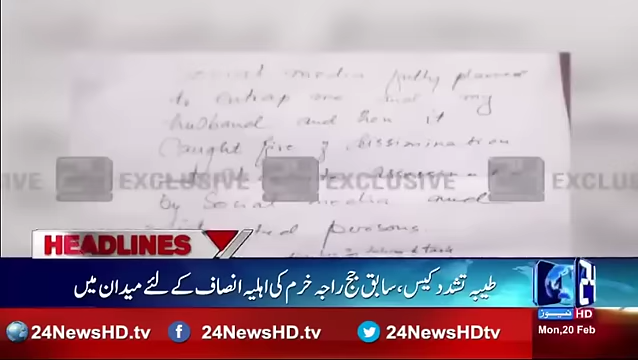 social media fully planned
to entrap me and my
husband and then it
caught fire of dissimination
EXCLUSIVE EXCLUSIVE EXCLUSIVE
by Social media and
persons.
HEADLINES
طیبہ تشدد کیس، سابق جج راجہ خرم کی اہلیہ انصاف کے لئے میدان میں
24 نیوز HD
24NewsHD.tv 24NewsHD.tv 24NewsHDtv
Mon,20 Feb